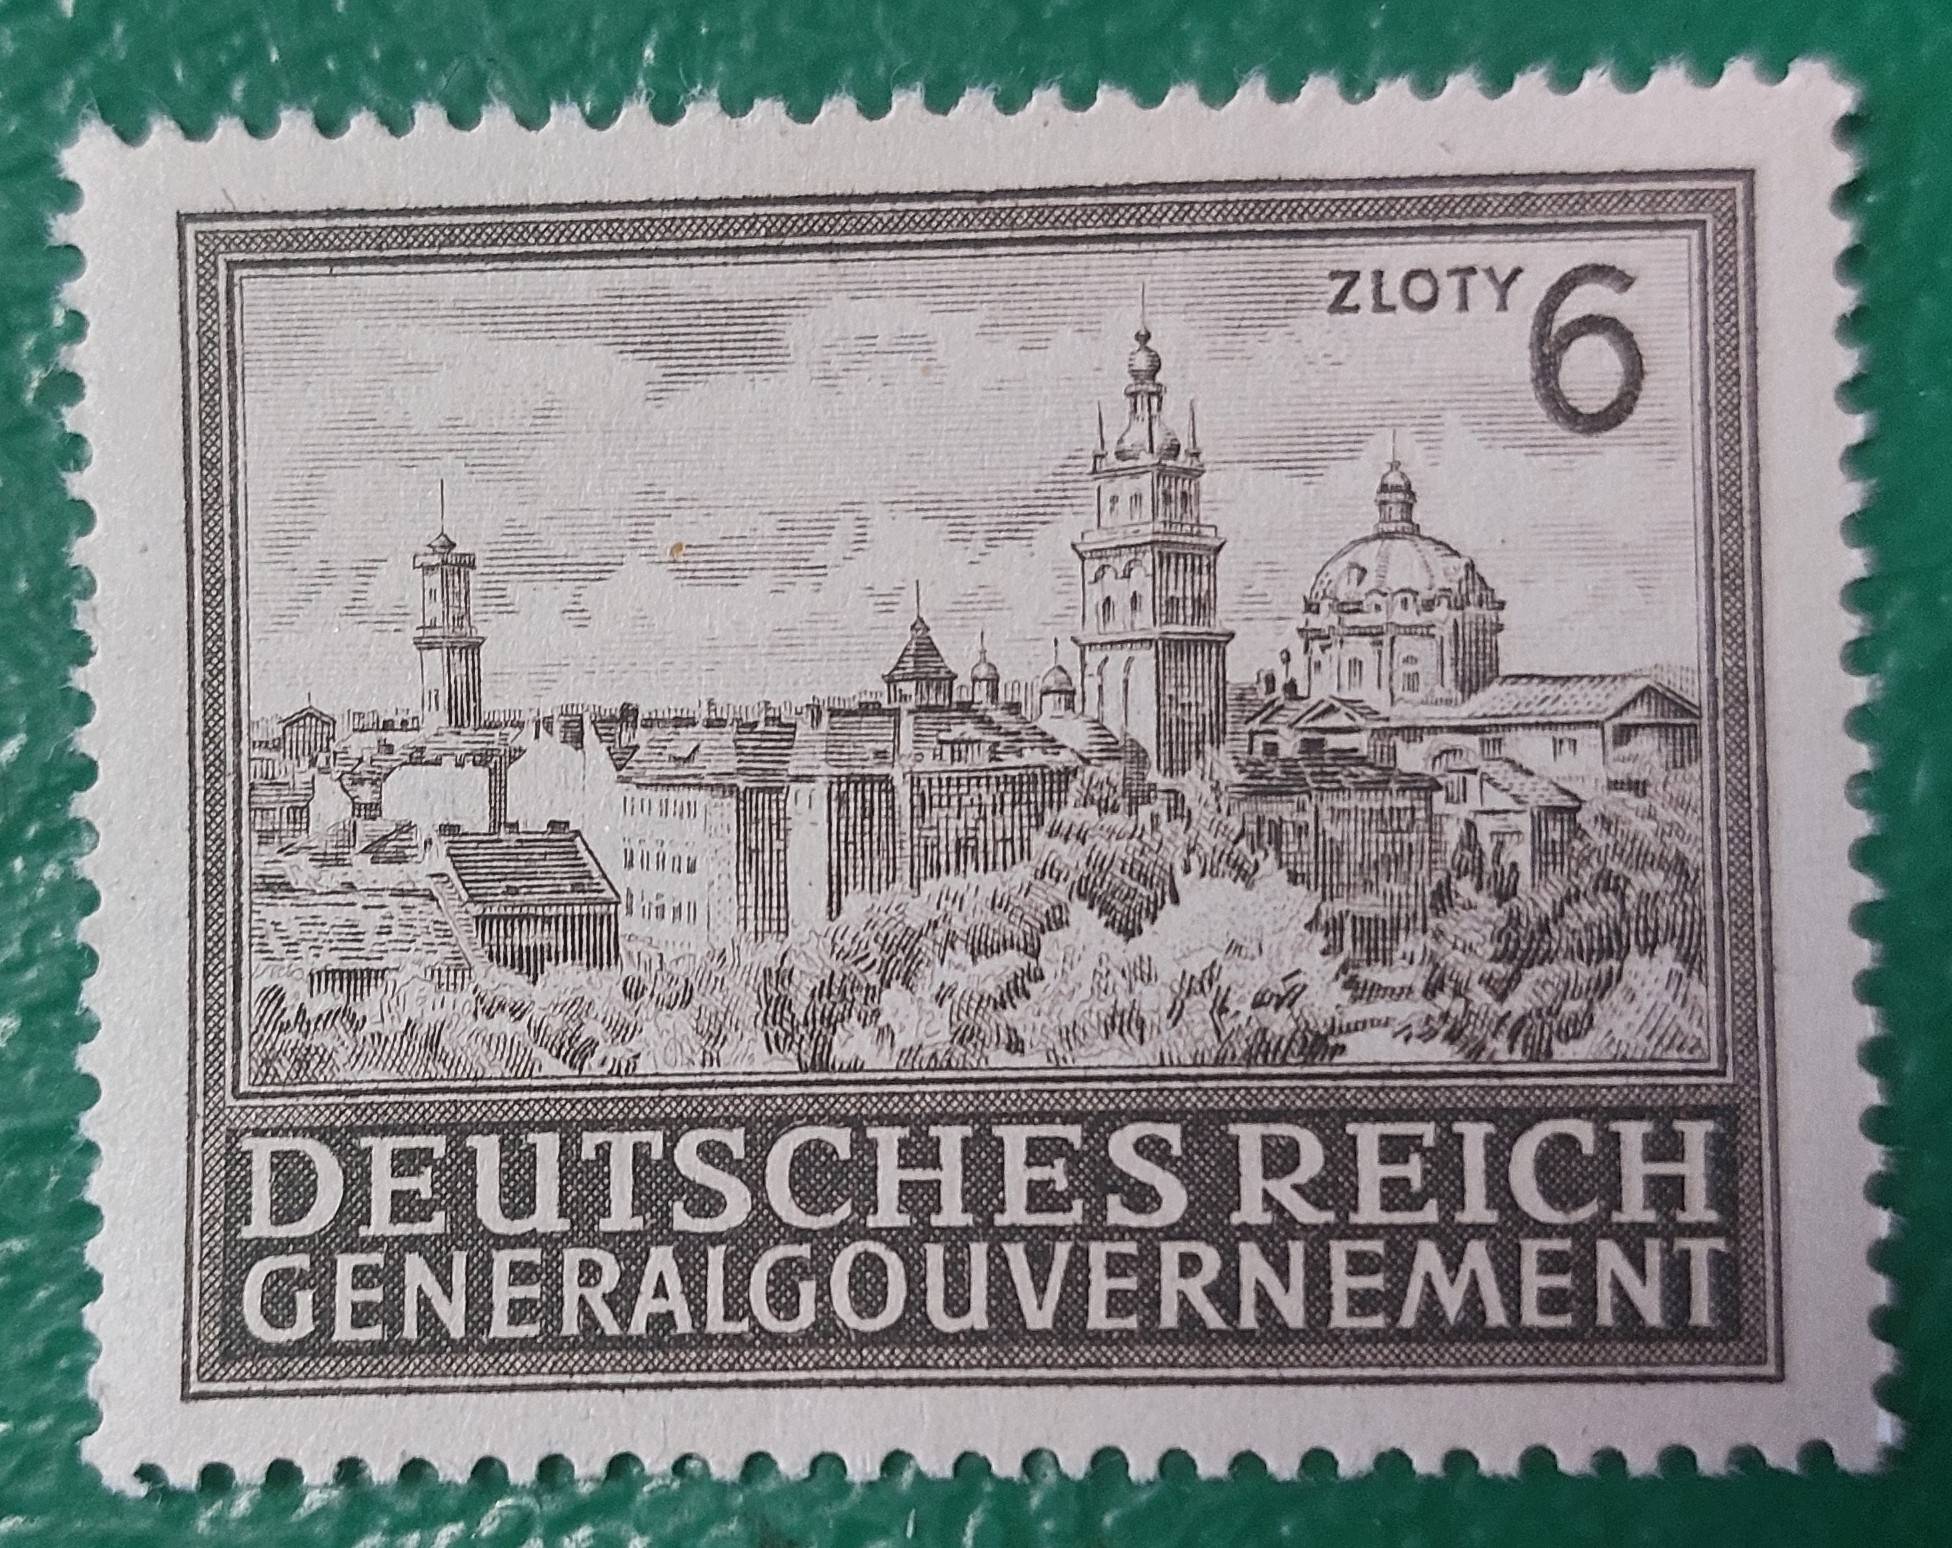 ZLOTY 6
DEUTSCHES REICH
GENERALGOUVERNEMENT